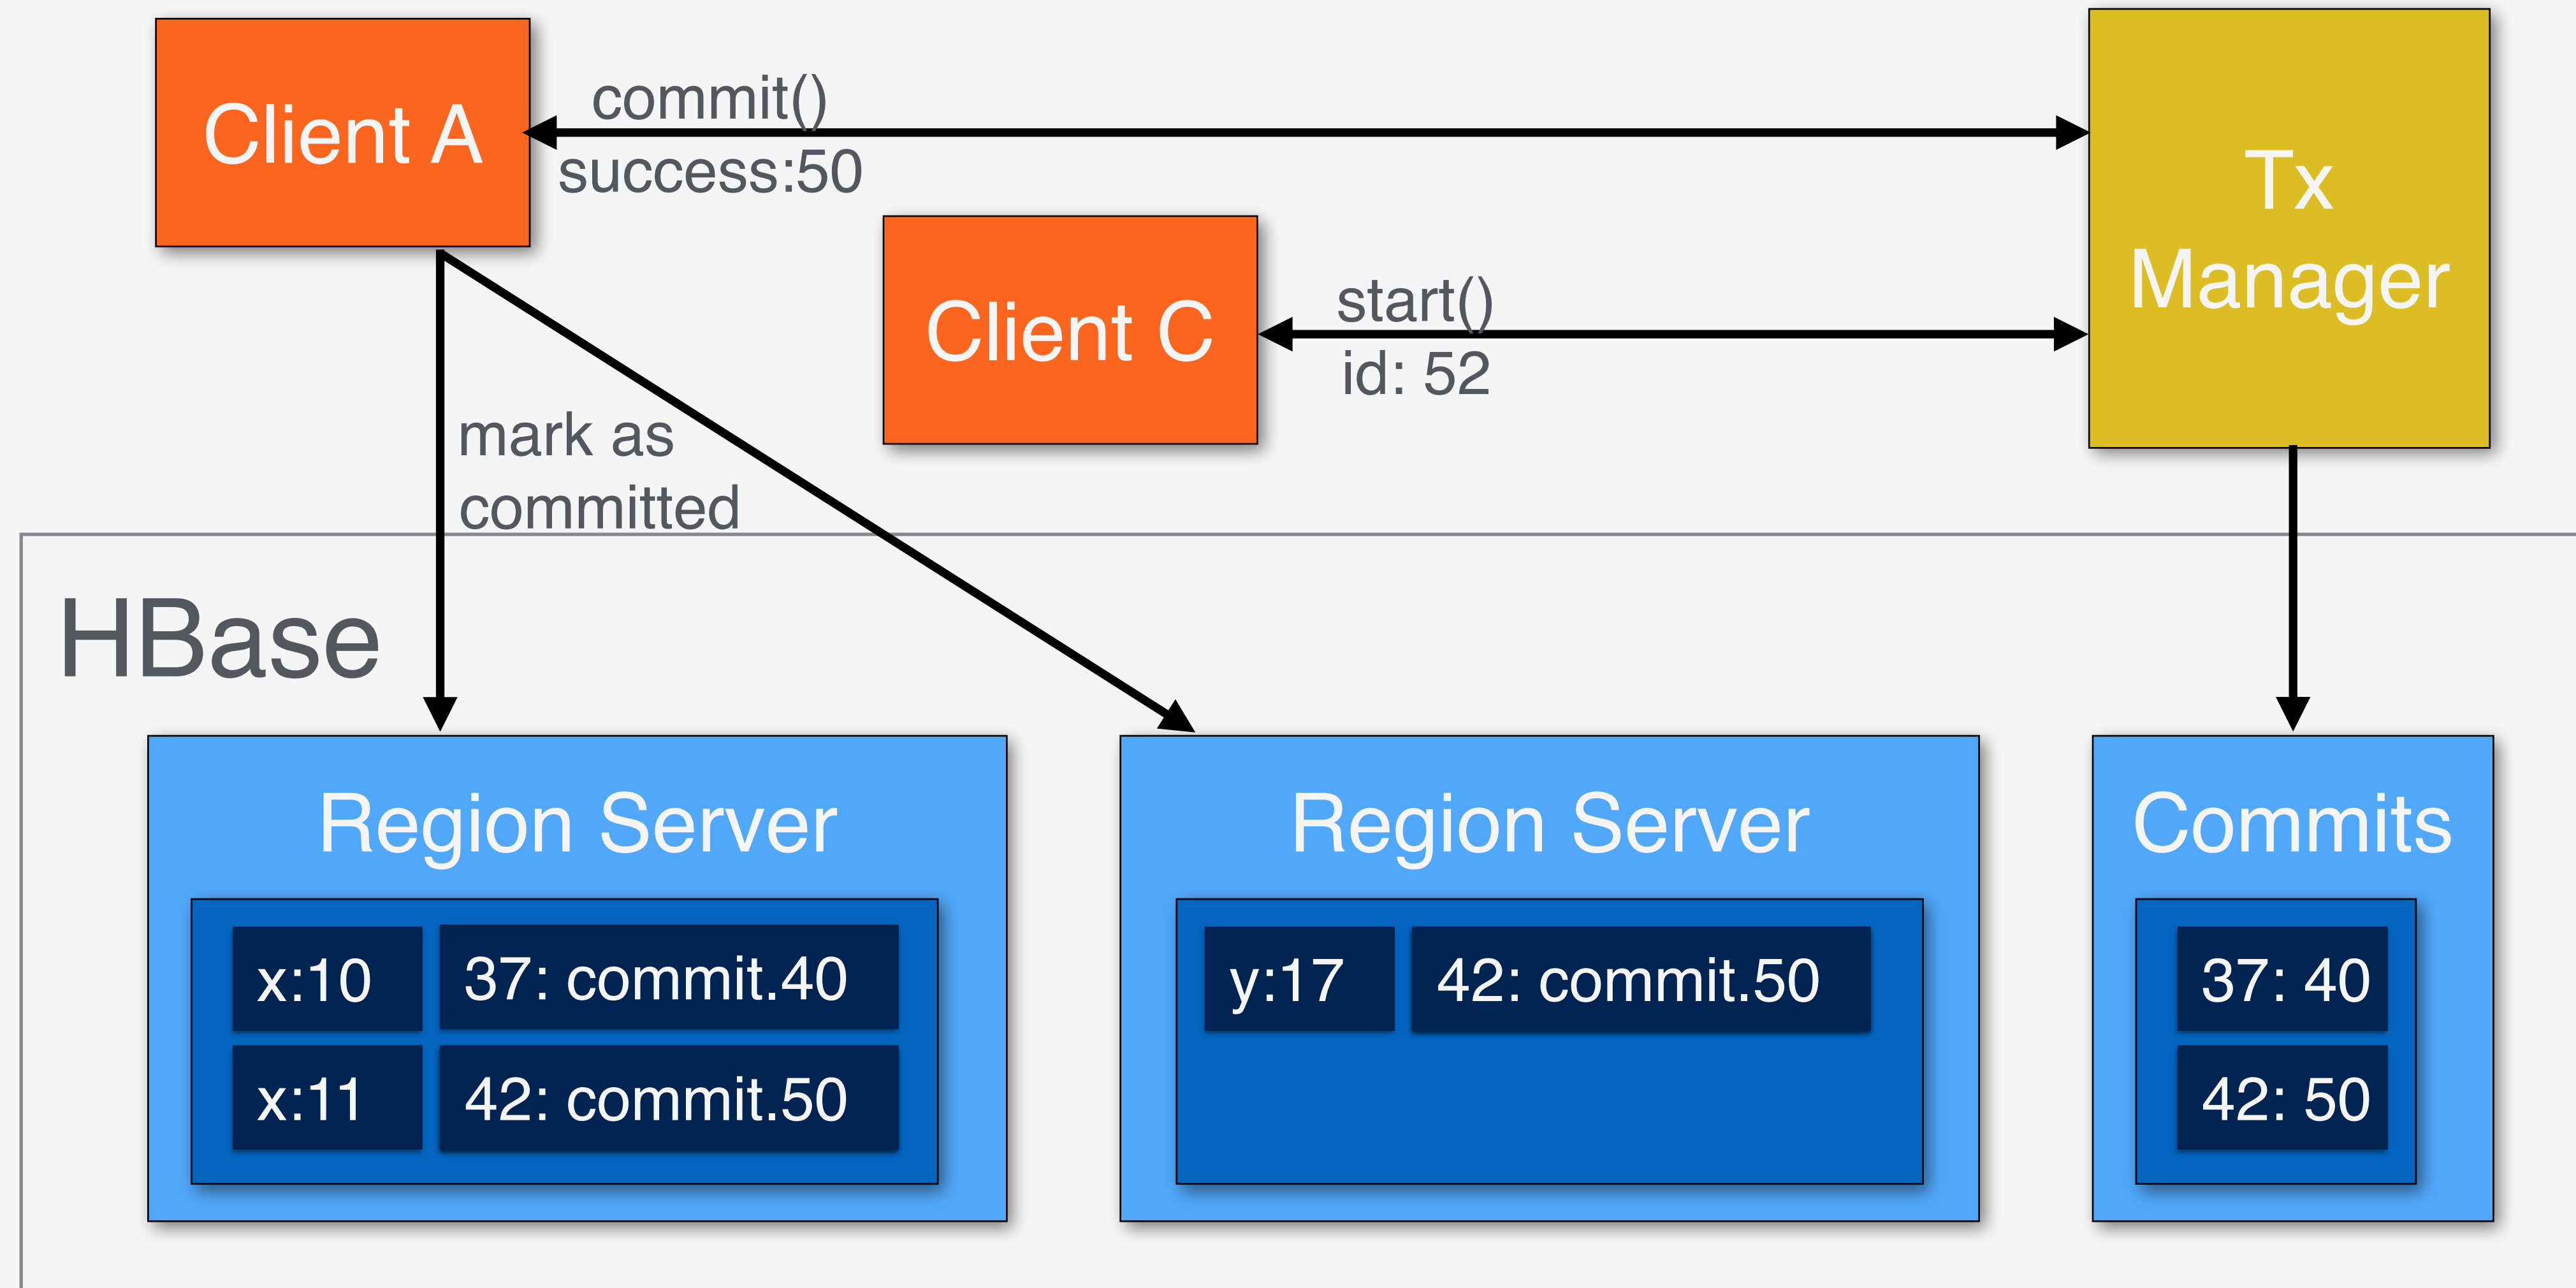 Client A
commit()
success:50
Tx
Manager
Client C
start()
id: 52
mark as
committed
HBase
Region Server
x:10
37: commit.40
x:11
42: commit.50
Region Server
y:17
42: commit.50
Commits
37: 40
42: 50